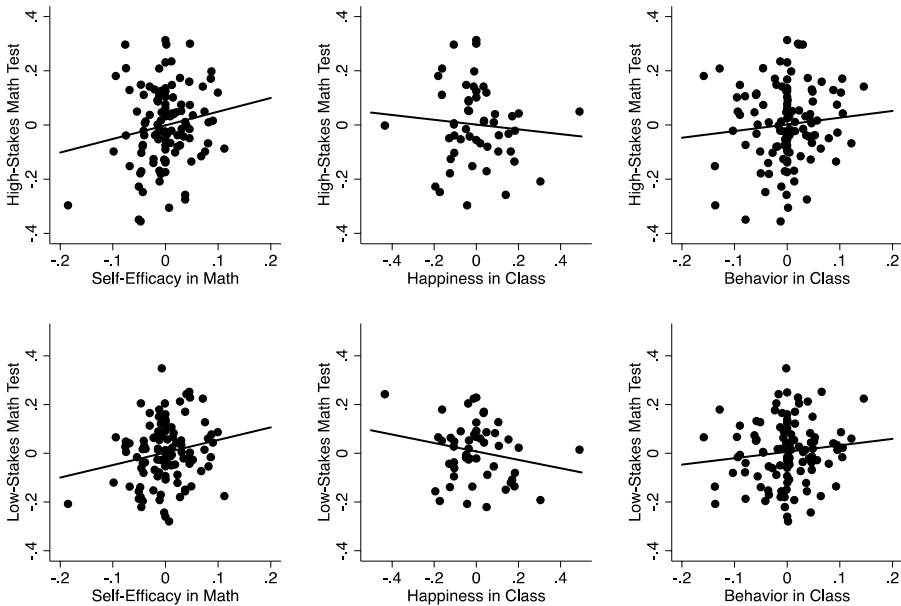 High-Stakes Math Test
-.4 -.2 0 .2 .4
-.2 -.1 0 .1 .2
Self-Efficacy in Math
High-Stakes Math Test
-.4 -.2 0 .2 .4
-.4 -.2 0 .2 .4
Happiness in Class
High-Stakes Math Test
-.4 -.2 0 .2 .4
-.2 -.1 0 .1 .2
Behavior in Class
Low-Stakes Math Test
-.4 -.2 0 .2 .4
-.2 -.1 0 .1 .2
Self-Efficacy in Math
Low-Stakes Math Test
-.4 -.2 0 .2 .4
-.4 -.2 0 .2 .4
Happiness in Class
Low-Stakes Math Test
-.4 -.2 0 .2 .4
-.2 -.1 0 .1 .2
Behavior in Class